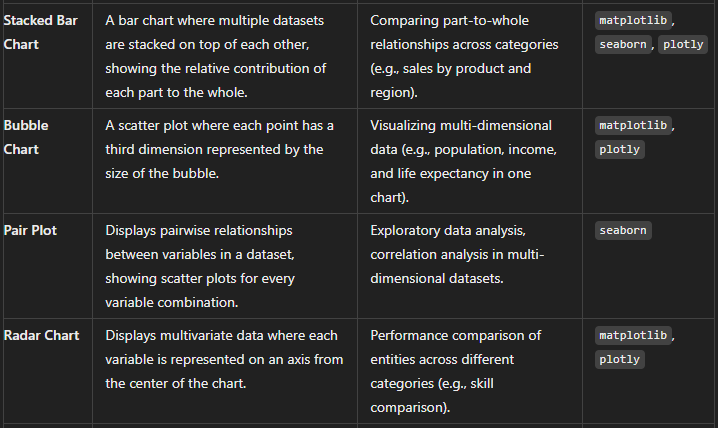 Stacked Bar Chart
A bar chart where multiple datasets
are stacked on top of each other,
showing the relative contribution of
each part to the whole.
Comparing part-to-whole
relationships across categories
(e.g., sales by product and
region).
matplotlib,
seaborn, plotly
Bubble
Chart
A scatter plot where each point has a
third dimension represented by the
size of the bubble.
Visualizing multi-dimensional
data (e.g., population, income,
and life expectancy in one
chart).
matplotlib,
plotly
Pair Plot
Displays pairwise relationships
between variables in a dataset,
showing scatter plots for every
variable combination.
Exploratory data analysis,
correlation analysis in multi-
dimensional datasets.
seaborn
Radar Chart
Displays multivariate data where each
variable is represented on an axis from
the center of the chart.
Performance comparison of
entities across different
categories (e.g., skill
comparison).
matplotlib,
plotly